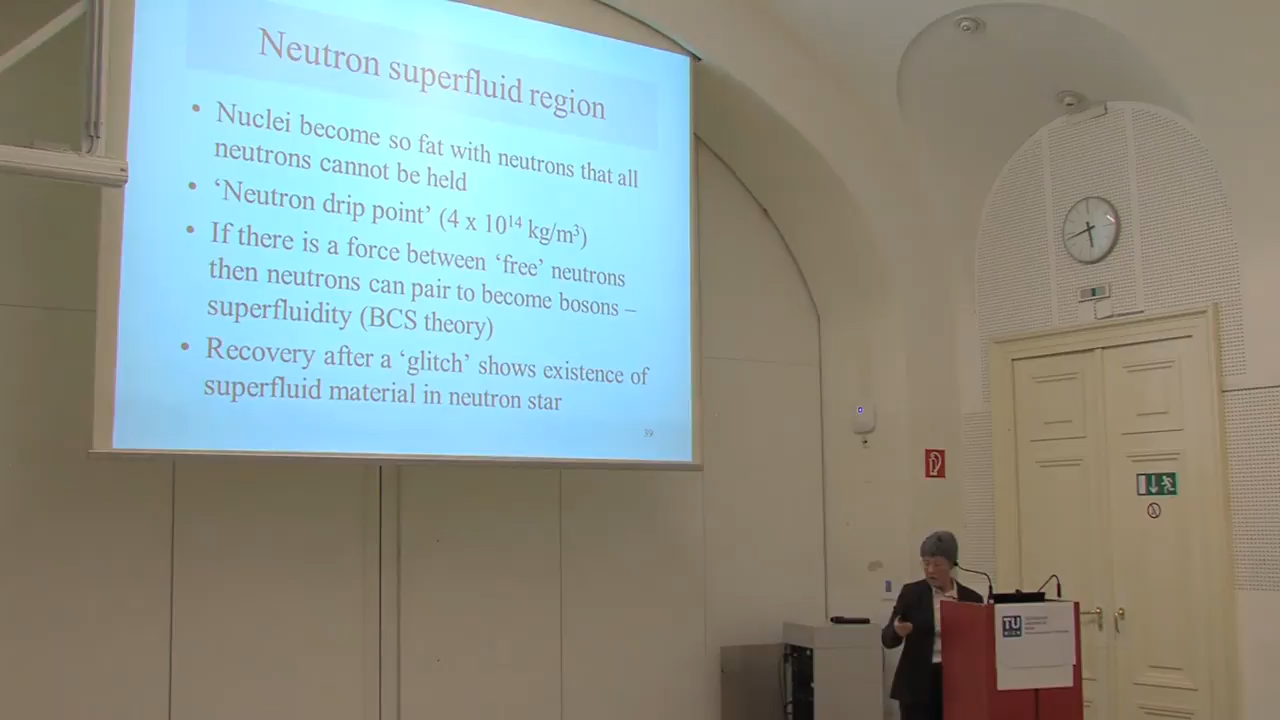 Neutron superfluid region
• Nuclei become so fat with neutrons that all
neutrons cannot be held
• ‘Neutron drip point’ (4 x 10¹⁴ kg/m³)
• If there is a force between ‘free’ neutrons
then neutrons can pair to become bosons –
superfluidity (BCS theory)
• Recovery after a ‘glitch’ shows existence of
superfluid material in neutron star
39
TU
WIEN